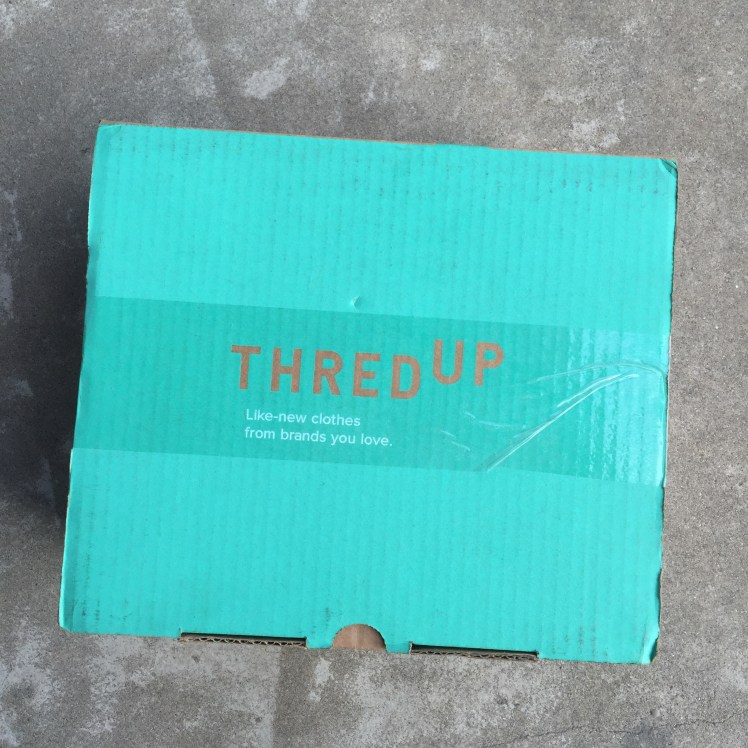 THREDUP
Like-new clothes
from brands you love.